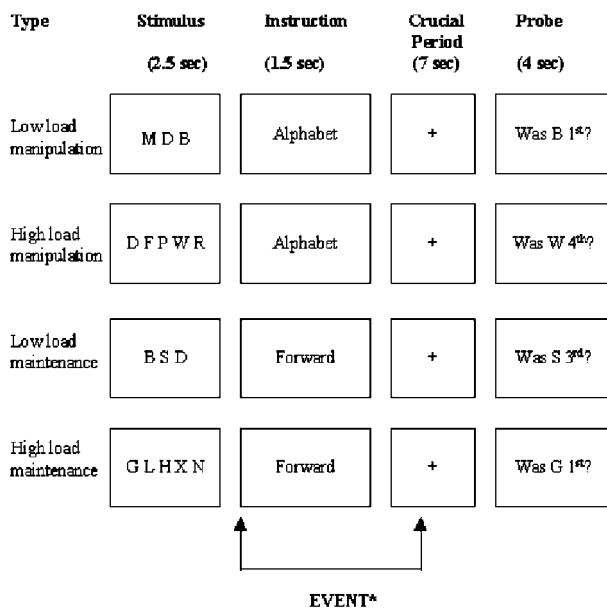 Type Stimulus Instruction Crucial Probe
Period
(2.5 sec) (1.5 sec) (7 sec) (4 sec)
Low load
manipulation M D B Alphabet + Was B 1st?
High load
manipulation D F P W R Alphabet + Was W 4th?
Low load
maintenance B S D Forward + Was S 3rd?
High load
maintenance G L H X N Forward + Was G 1st?
EVENT*